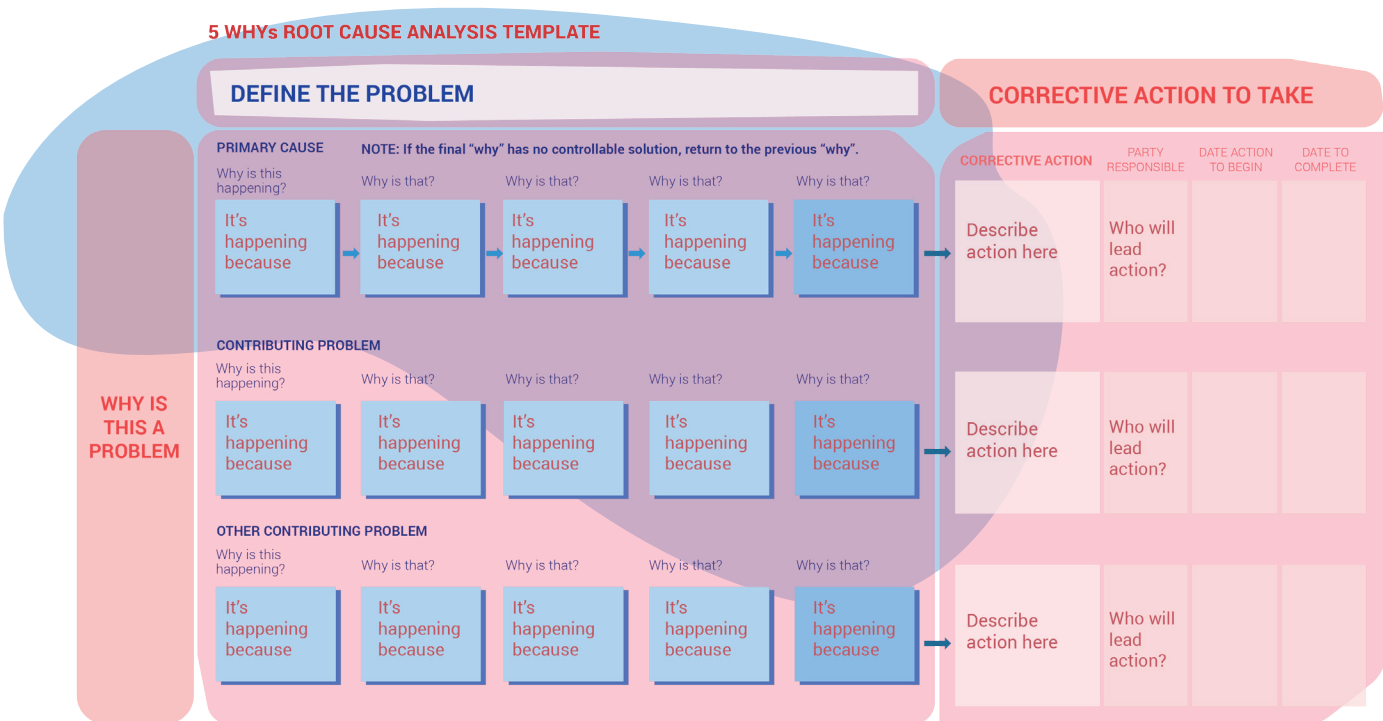 5 WHYs ROOT CAUSE ANALYSIS TEMPLATE
DEFINE THE PROBLEM
CORRECTIVE ACTION TO TAKE
WHY IS
THIS A
PROBLEM
PRIMARY CAUSE
NOTE: If the final “why” has no controllable solution, return to the previous “why”.
Why is this
happening?
Why is that?
Why is that?
Why is that?
Why is that?
CORRECTIVE ACTION
PARTY
RESPONSIBLE
DATE ACTION
TO BEGIN
DATE TO
COMPLETE
It’s
happening
because
It’s
happening
because
It’s
happening
because
It’s
happening
because
It’s
happening
because
Describe
action here
Who will
lead
action?
CONTRIBUTING PROBLEM
Why is this
happening?
Why is that?
Why is that?
Why is that?
Why is that?
It’s
happening
because
It’s
happening
because
It’s
happening
because
It’s
happening
because
It’s
happening
because
Describe
action here
Who will
lead
action?
OTHER CONTRIBUTING PROBLEM
Why is this
happening?
Why is that?
Why is that?
Why is that?
Why is that?
It’s
happening
because
It’s
happening
because
It’s
happening
because
It’s
happening
because
It’s
happening
because
Describe
action here
Who will
lead
action?